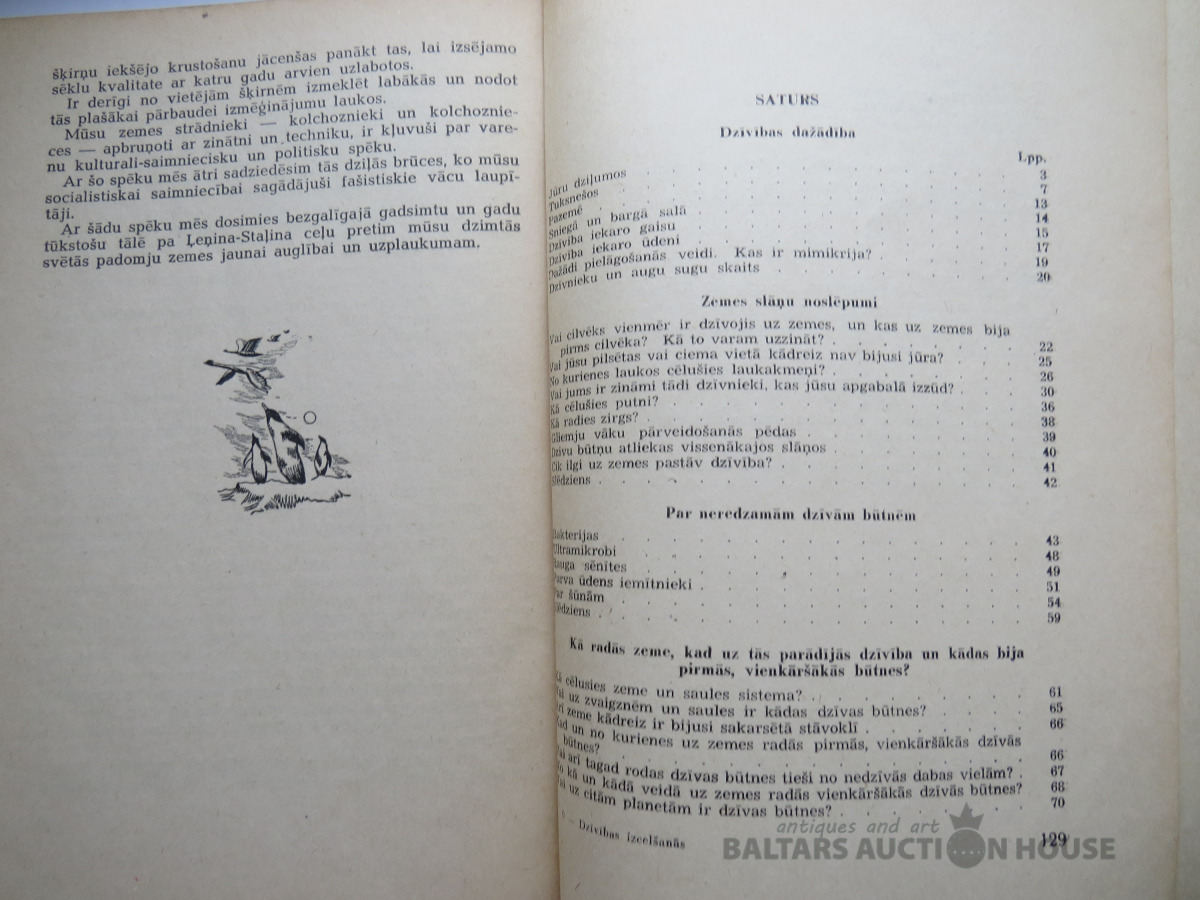 šķirņu iekšējo krustošanu jācenšas panākt tas, lai izsējamo
sēklu kvalitate ar katru gadu arvien uzlabotos.
Ir derīgi no vietējām šķirnēm izmeklēt labākās un nodot
tās plašākai pārbaudei izmēģinājumu laukos.
Mūsu zemes strādnieki — kolchoznieki un kolchoznie-
ces — apbruņoti ar zinātni un techniku, ir kļuvuši par vare-
nu kulturali-saimniecisku un politisku spēku.
Ar šo spēku mēs ātri sadziedēsim tās dziļās brūces, ko mūsu
socialistiskai saimniecībai sagādājuši fašistiskie vācu laupī-
tāji.
Ar šādu spēku mēs dosimies bezgalīgajā gadsimtu un gadu
tūkstošu tālē pa Ļeņina-Staļina ceļu pretim mūsu dzimtās
svētās padomju zemes jaunai auglībai un uzplaukumam.
SATURS
Dzīvības dažādība
Lpp.
Jūru dziļumos . . . 3
Tuksnešos . . . 7
Pazemē . . . 13
Sniegā un bargā salā . . . 14
Dzīvība iekaro gaisu . . . 15
Dzīvība iekaro ūdeni . . . 17
Dažādi pielāgošanās veidi. Kas ir mimikrija? . . . 19
Dzīvnieku un augu sugu skaits . . . 20
Zemes slāņu noslēpumi
Vai cilvēks vienmēr ir dzīvojis uz zemes, un kas uz zemes bija
pirms cilvēka? Kā to varam uzzināt? . . . 22
Vai jūsu pilsētas vai ciema vietā kādreiz nav bijusi jūra? . . . 25
No kurienes laukos cēlušies laukakmeņi? . . . 26
Vai jums ir zināmi tādi dzīvnieki, kas jūsu apgabalā izzūd? . . . 30
Kā cēlušies putni? . . . 36
Kā radies zirgs? . . . 38
Gliemju vāku pārveidošanās pēdas . . . 39
Dzīvu būtņu atliekas vissenākajos slāņos . . . 40
Cik ilgi uz zemes pastāv dzīvība? . . . 41
Slēdziens . . . 42
Par neredzamām dzīvām būtnēm
Bakterijas . . . 43
Ultramikrobi . . . 48
Rauga sēnītes . . . 49
Purva ūdens iemītnieki . . . 51
Par šūnām . . . 54
Slēdziens . . . 59
Kā radās zeme, kad uz tās parādījās dzīvība un kādas bija
pirmās, vienkāršākās būtnes?
Kā cēlusies zeme un saules sistema? . . . 61
Vai uz zvaigznēm un saules ir kādas dzīvas būtnes? . . . 65
Arī zeme kādreiz ir bijusi sakarsētā stāvoklī . . . 66
Kad un no kurienes uz zemes radās pirmās, vienkāršākās dzīvās
būtnes? . . . 66
Vai arī tagad rodas dzīvas būtnes tieši no nedzīvās dabas vielām? . 67
No kā un kādā veidā uz zemes radās vienkāršākās dzīvās būtnes? 68
Vai uz citām planetām ir dzīvas būtnes? . . . 70
9 – Dzīvības izcelšanās
129
antiques and art
BALTARS AUCTION HOUSE